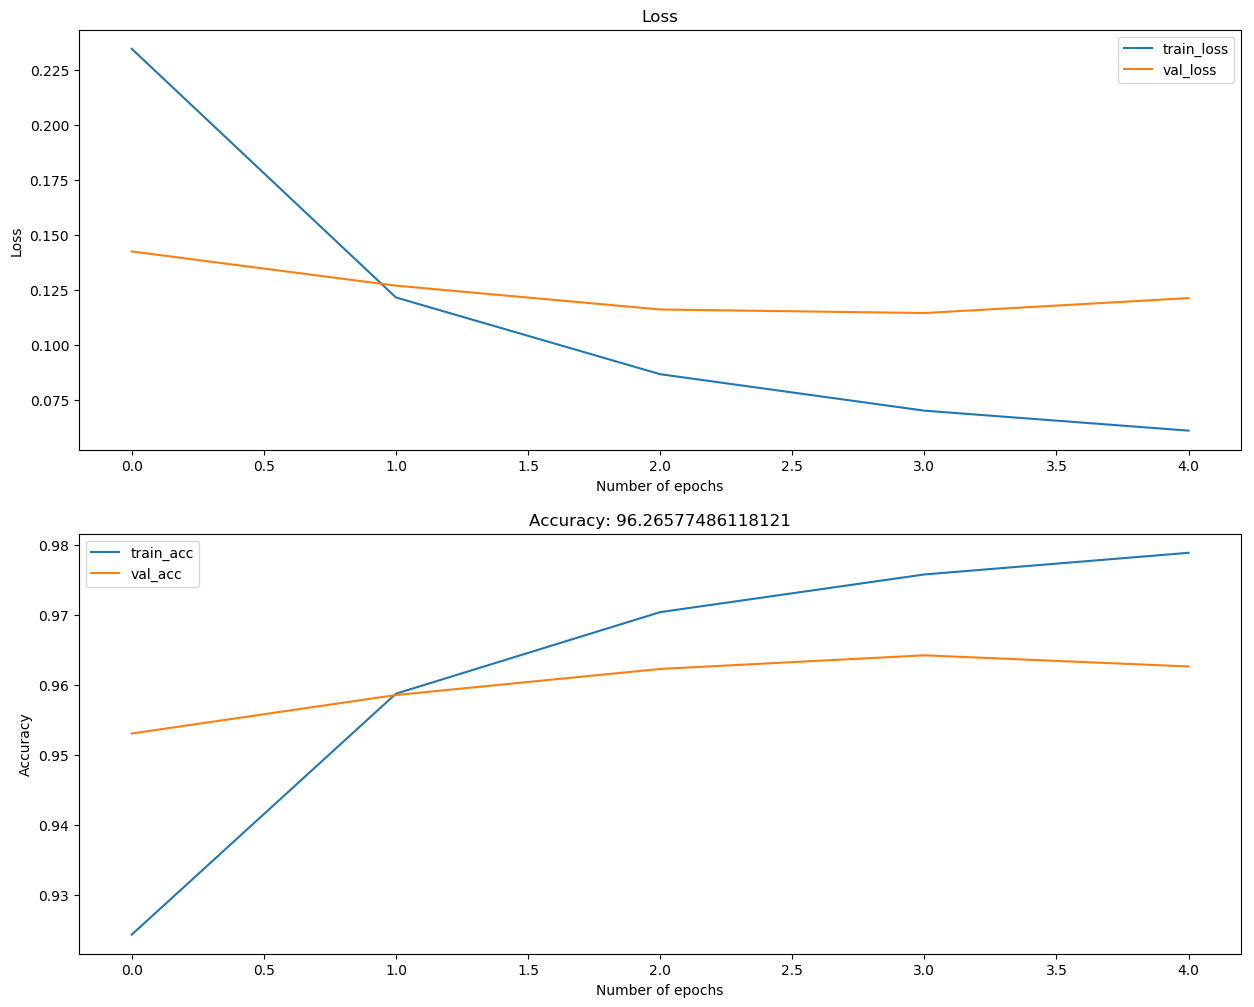 Loss
train_loss
val_loss
0.225
0.200
0.175
0.150
0.125
0.100
0.075
Loss
0.0 0.5 1.0 1.5 2.0 2.5 3.0 3.5 4.0
Number of epochs
Accuracy: 96.26577486118121
train_acc
val_acc
0.98
0.97
0.96
0.95
0.94
0.93
Accuracy
0.0 0.5 1.0 1.5 2.0 2.5 3.0 3.5 4.0
Number of epochs